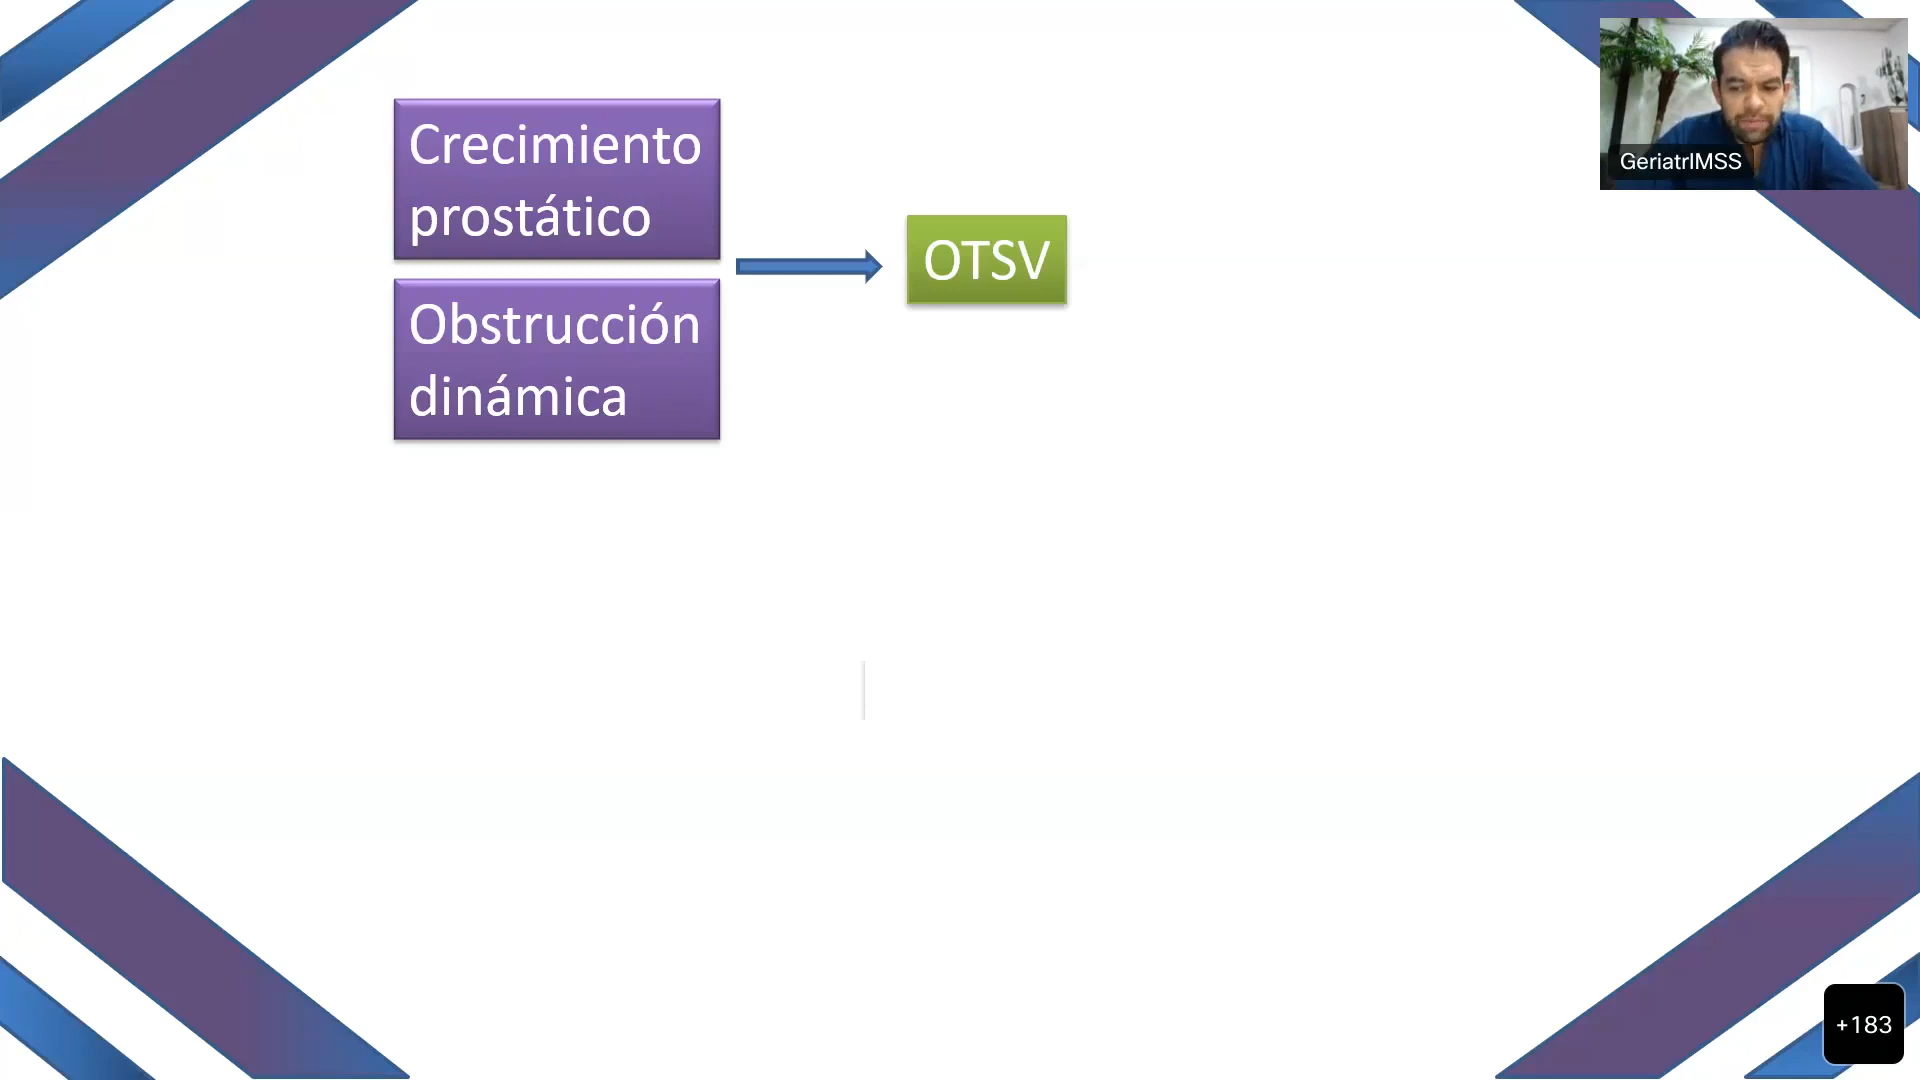 Crecimiento
prostático
Obstrucción
dinámica
OTSV
GeriatrIMSS
+183